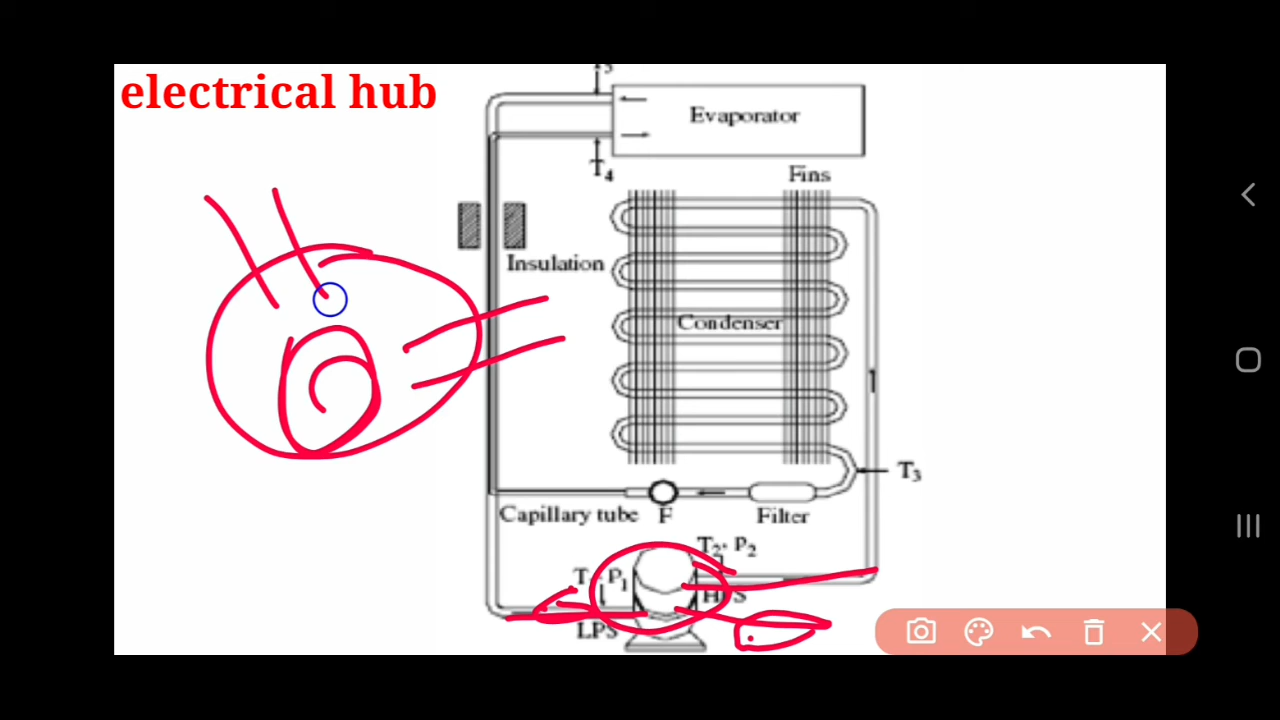 electrical hub
Evaporator
T4
Fins
Insulation
Condenser
T3
Capillary tube F Filter
T2, P2
P1
LPS